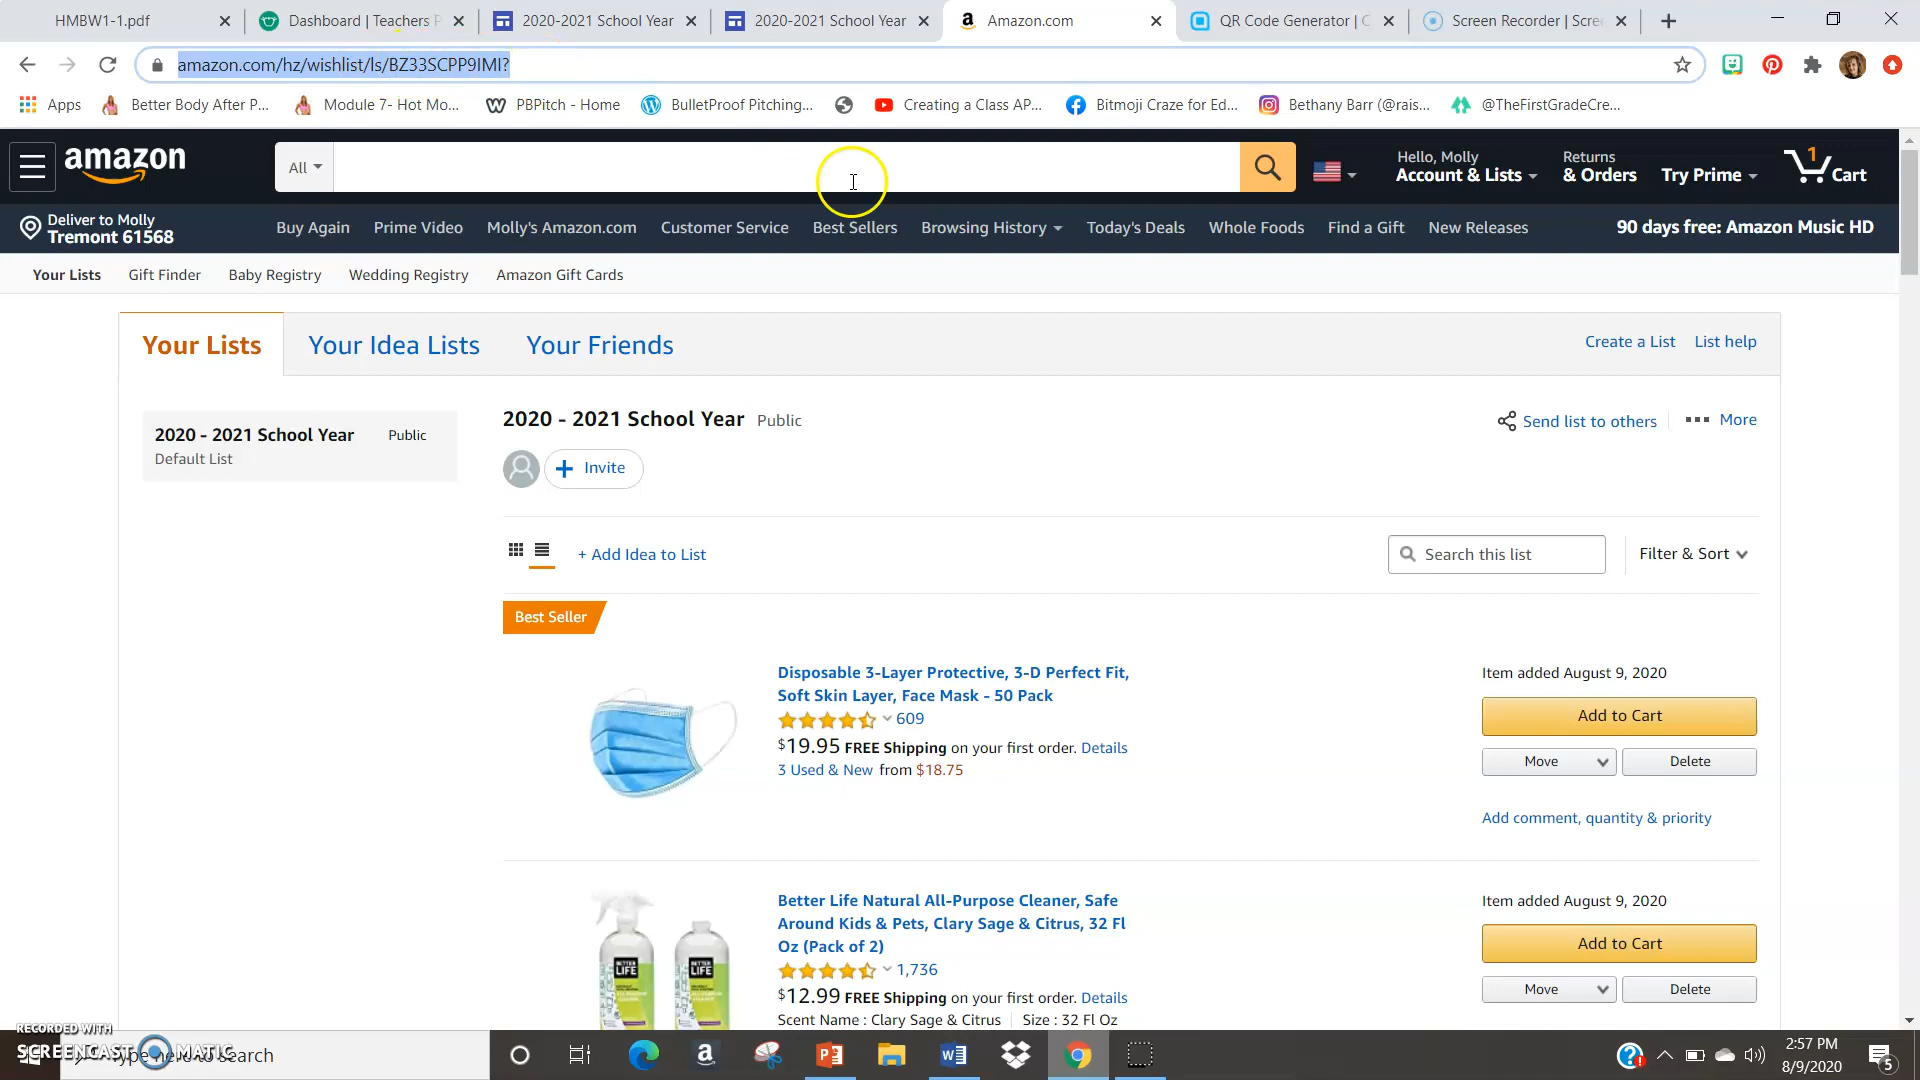 HMBW1-1.pdf
Dashboard | Teachers P
2020-2021 School Year
2020-2021 School Year
Amazon.com
QR Code Generator | C
Screen Recorder | Scre
amazon.com/hz/wishlist/ls/BZ33SCPP9IMI?
Apps
Better Body After P...
Module 7- Hot Mo...
PBPitch - Home
BulletProof Pitching...
Creating a Class AP...
Bitmoji Craze for Ed...
Bethany Barr (@rais...
@TheFirstGradeCre...
amazon
All
Hello, Molly
Account & Lists
Returns
& Orders
Try Prime
1
Cart
Deliver to Molly
Tremont 61568
Buy Again
Prime Video
Molly's Amazon.com
Customer Service
Best Sellers
Browsing History
Today's Deals
Whole Foods
Find a Gift
New Releases
90 days free: Amazon Music HD
Your Lists
Gift Finder
Baby Registry
Wedding Registry
Amazon Gift Cards
Your Lists
Your Idea Lists
Your Friends
Create a List
List help
2020 - 2021 School Year
Public
Default List
2020 - 2021 School Year Public
Send list to others
More
+ Invite
+ Add Idea to List
Search this list
Filter & Sort
Best Seller
Disposable 3-Layer Protective, 3-D Perfect Fit,
Soft Skin Layer, Face Mask - 50 Pack
609
$19.95 FREE Shipping on your first order. Details
3 Used & New from $18.75
Item added August 9, 2020
Add to Cart
Move
Delete
Add comment, quantity & priority
Better Life Natural All-Purpose Cleaner, Safe
Around Kids & Pets, Clary Sage & Citrus, 32 Fl
Oz (Pack of 2)
1,736
$12.99 FREE Shipping on your first order. Details
Scent Name : Clary Sage & Citrus
Size : 32 Fl Oz
Item added August 9, 2020
Add to Cart
Move
Delete
BETTER
LIFE
BETTER
LIFE
RECORDED WITH
SCREENCAST MATIC
Type here to search
2:57 PM
8/9/2020
5